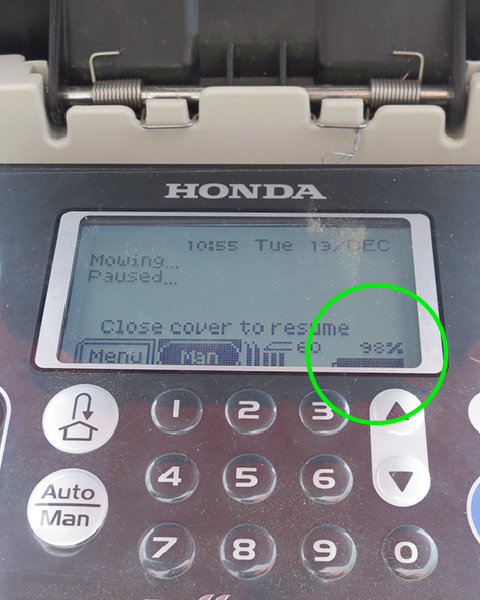 HONDA
10:55 Tue 19/DEC
Mowing...
Paused...
Close cover to resume
Menu Man 60 98%
1 2 3
Auto
Man
4 5 6
7 8 9 0